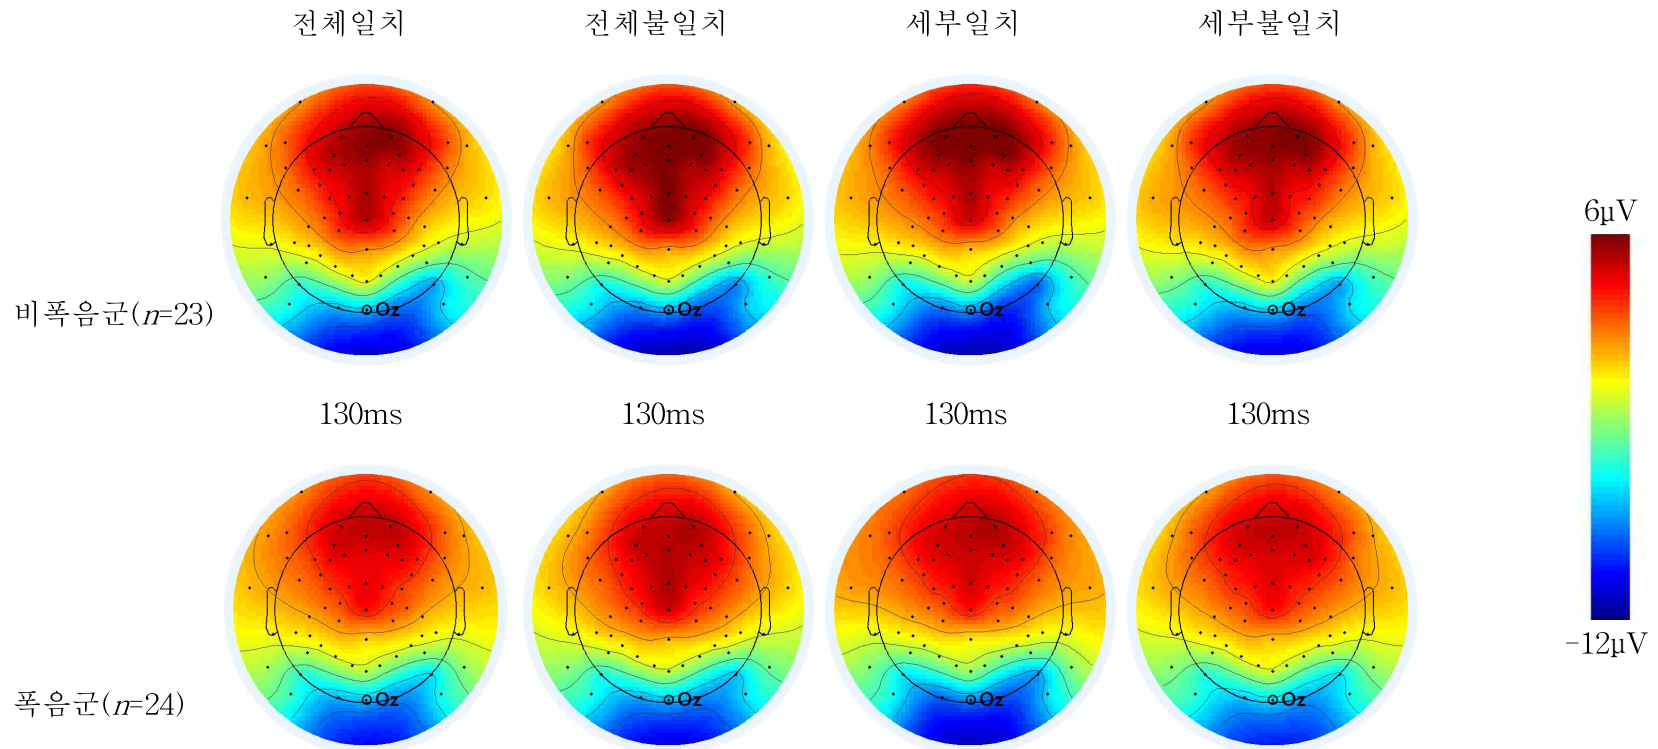 전체일치 전체불일치 세부일치 세부불일치
6µV
Oz Oz Oz Oz
비폭음군(n=23)
130ms 130ms 130ms 130ms
-12µV
Oz Oz Oz Oz
폭음군(n=24)